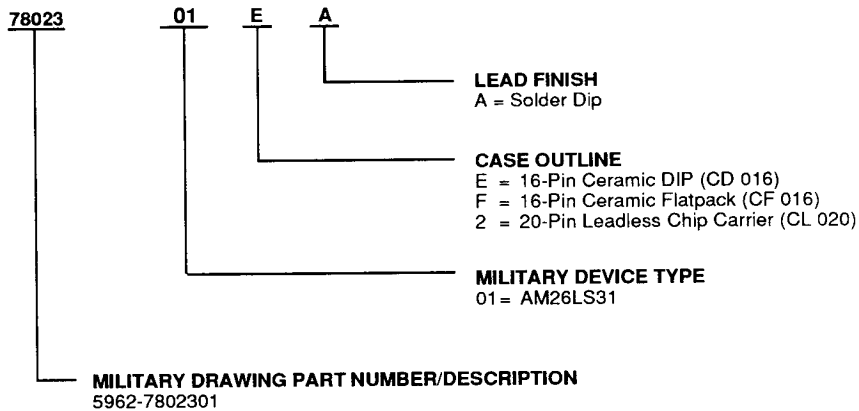 78023 01 E A
LEAD FINISH
A = Solder Dip
CASE OUTLINE
E = 16-Pin Ceramic DIP (CD 016)
F = 16-Pin Ceramic Flatpack (CF 016)
2 = 20-Pin Leadless Chip Carrier (CL 020)
MILITARY DEVICE TYPE
01= AM26LS31
MILITARY DRAWING PART NUMBER/DESCRIPTION
5962-7802301